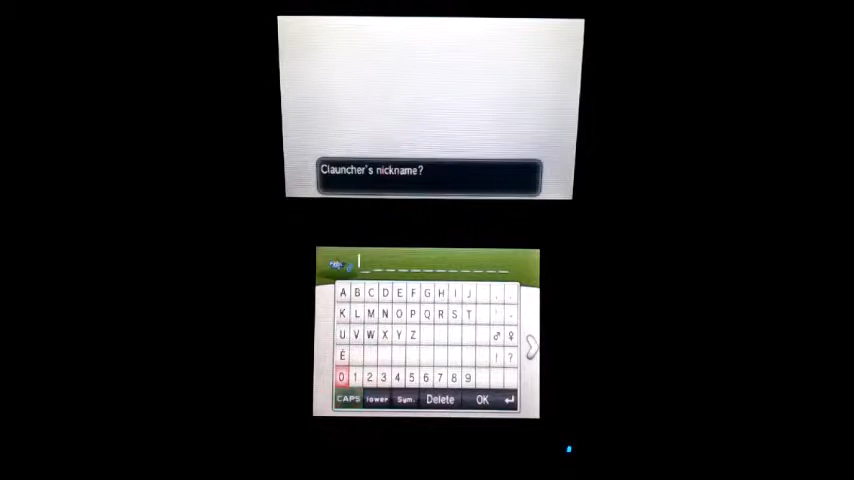 Clauncher's nickname?
A B C D E F G H I J , .
K L M N O P Q R S T ' -
U V W X Y Z ♂ ♀
É ! ?
0 1 2 3 4 5 6 7 8 9
CAPS lower Sym. Delete OK ↵